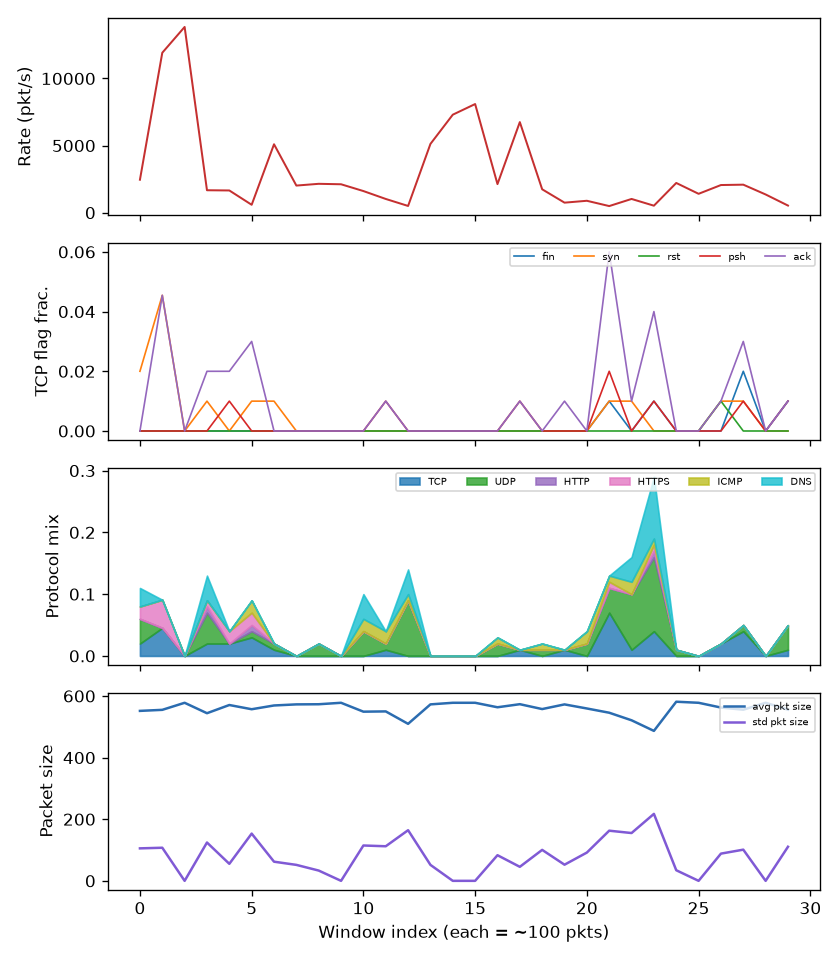 Rate (pkt/s)
10000
5000
0
TCP flag frac.
0.06
0.04
0.02
0.00
fin syn rst psh ack
Protocol mix
0.3
0.2
0.1
0.0
TCP UDP HTTP HTTPS ICMP DNS
Packet size
600
400
200
0
avg pkt size
std pkt size
0 5 10 15 20 25 30
Window index (each = ~100 pkts)